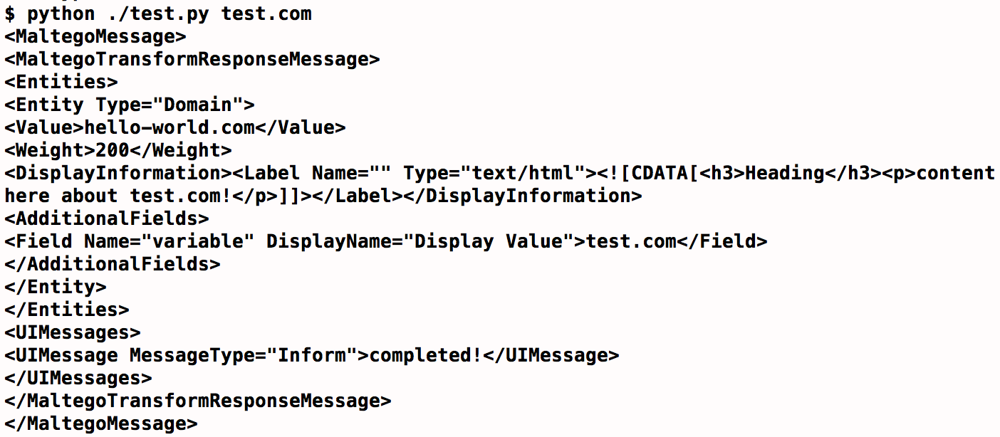 $ python ./test.py test.com
<MaltegoMessage>
<MaltegoTransformResponseMessage>
<Entities>
<Entity Type="Domain">
<Value>hello-world.com</Value>
<Weight>200</Weight>
<DisplayInformation><Label Name="" Type="text/html"><![CDATA[<h3>Heading</h3><p>content
here about test.com!</p>]]></Label></DisplayInformation>
<AdditionalFields>
<Field Name="variable" DisplayName="Display Value">test.com</Field>
</AdditionalFields>
</Entity>
</Entities>
<UIMessages>
<UIMessage MessageType="Inform">completed!</UIMessage>
</UIMessages>
</MaltegoTransformResponseMessage>
</MaltegoMessage>